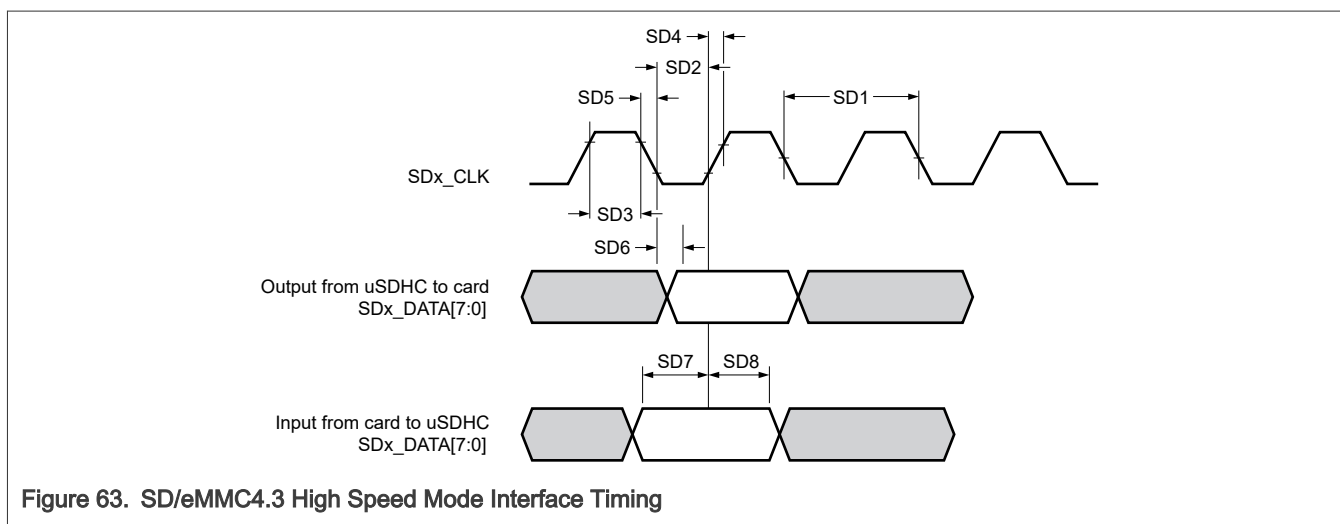 SD4
SD2
SD5
SD1
SDx_CLK
SD3
SD6
Output from uSDHC to card
SDx_DATA[7:0]
SD7
SD8
Input from card to uSDHC
SDx_DATA[7:0]
Figure 63. SD/eMMC4.3 High Speed Mode Interface Timing